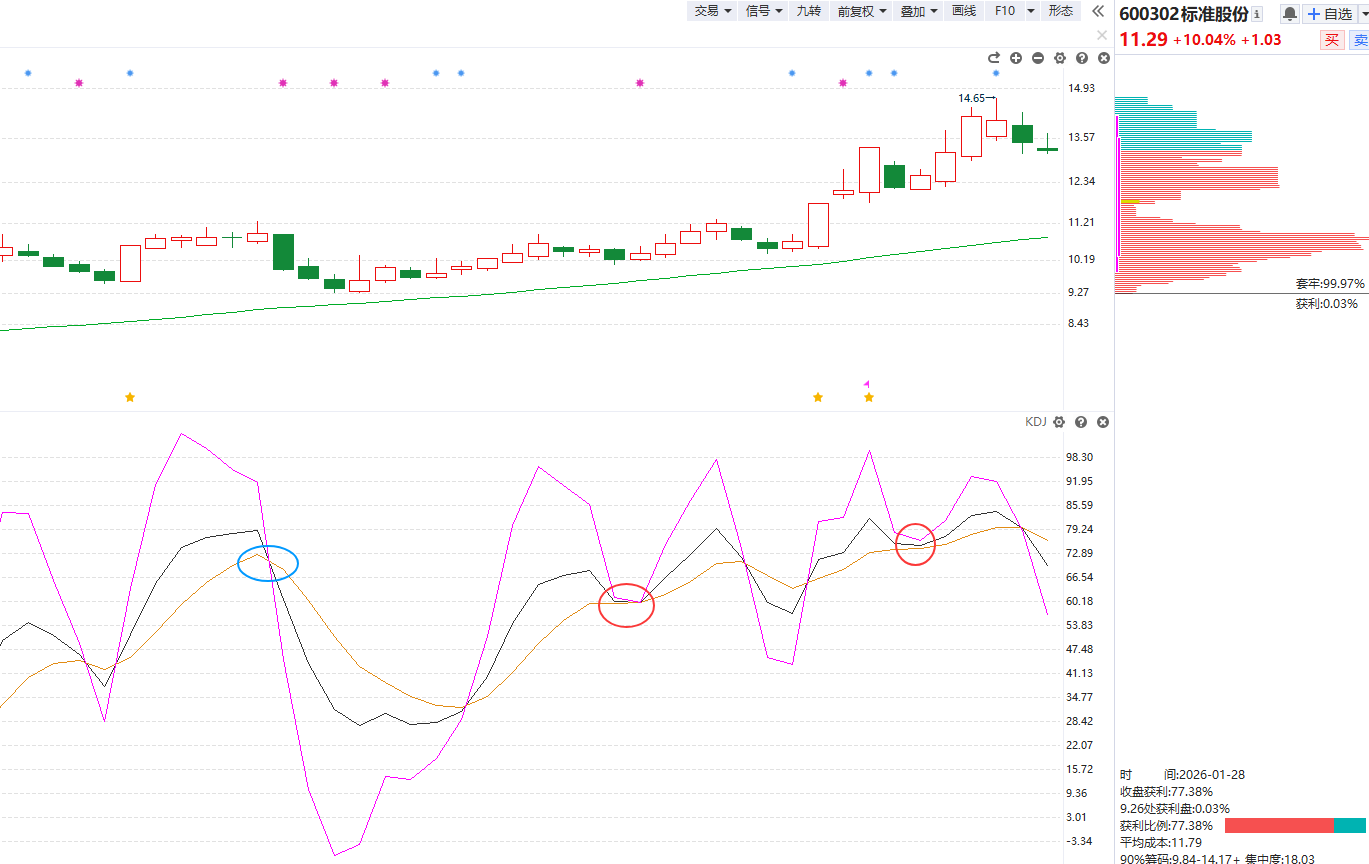 交易 信号 九转 前复权 叠加 画线 F10 形态
600302 标准股份 自选
11.29 +10.04% +1.03 买 卖
14.93
14.65
13.57
12.34
11.21
10.19
9.27
8.43
套牢:99.97%
获利:0.03%
KDJ
98.30
91.95
85.59
79.24
72.89
66.54
60.18
53.83
47.48
41.13
34.77
28.42
22.07
15.72
9.36
3.01
-3.34
时 间:2026-01-28
收盘获利:77.38%
9.26处获利盘:0.03%
获利比例:77.38%
平均成本:11.79
90%筹码:9.84-14.17+ 集中度:18.03